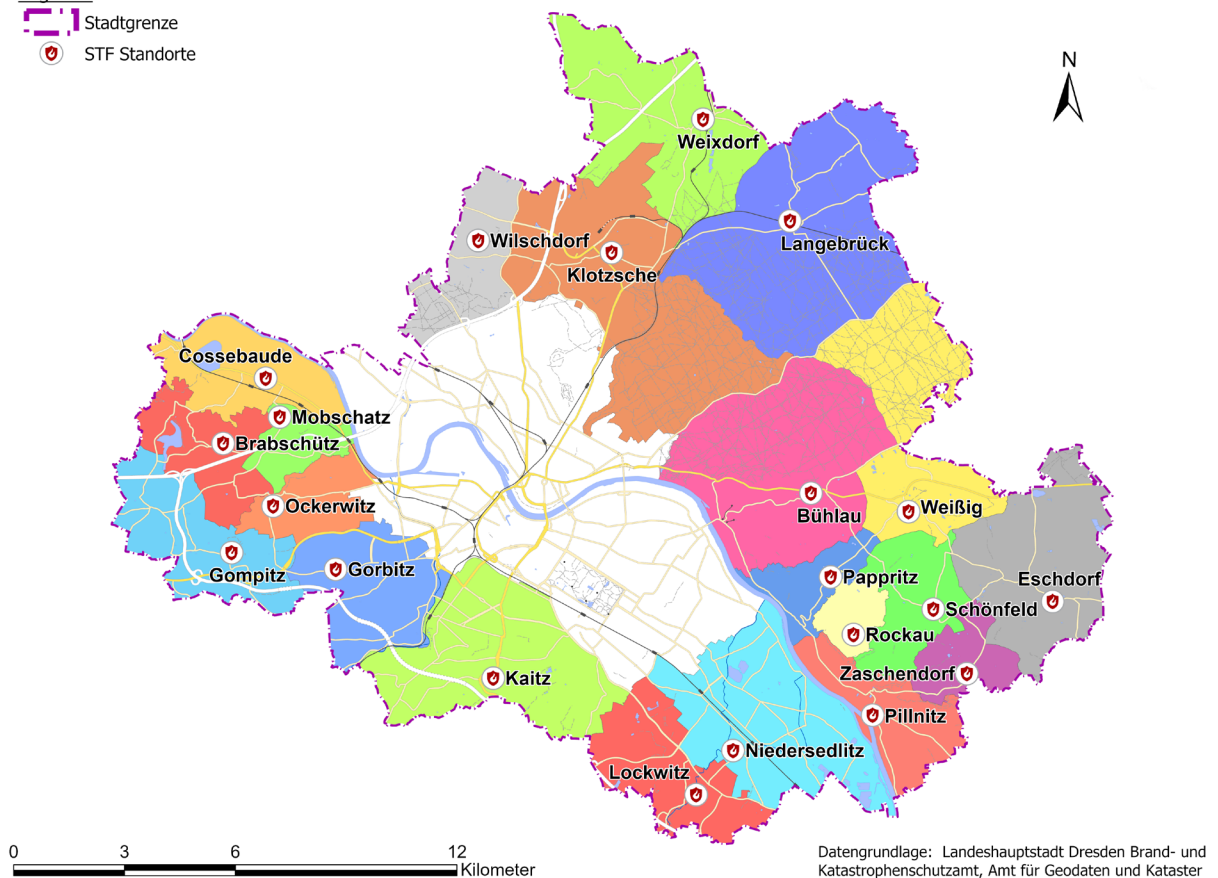 Stadtgrenze
STF Standorte
N
Weixdorf
Langebrück
Wilschdorf
Klotzsche
Cossebaude
Mobschatz
Brabschütz
Ockerwitz
Bühlau
Weißig
Gompitz
Gorbitz
Pappritz
Eschdorf
Schönfeld
Rockau
Zaschendorf
Kaitz
Pillnitz
Niedersedlitz
Lockwitz
0 3 6 12
Kilometer
Datengrundlage: Landeshauptstadt Dresden Brand- und
Katastrophenschutzamt, Amt für Geodaten und Kataster